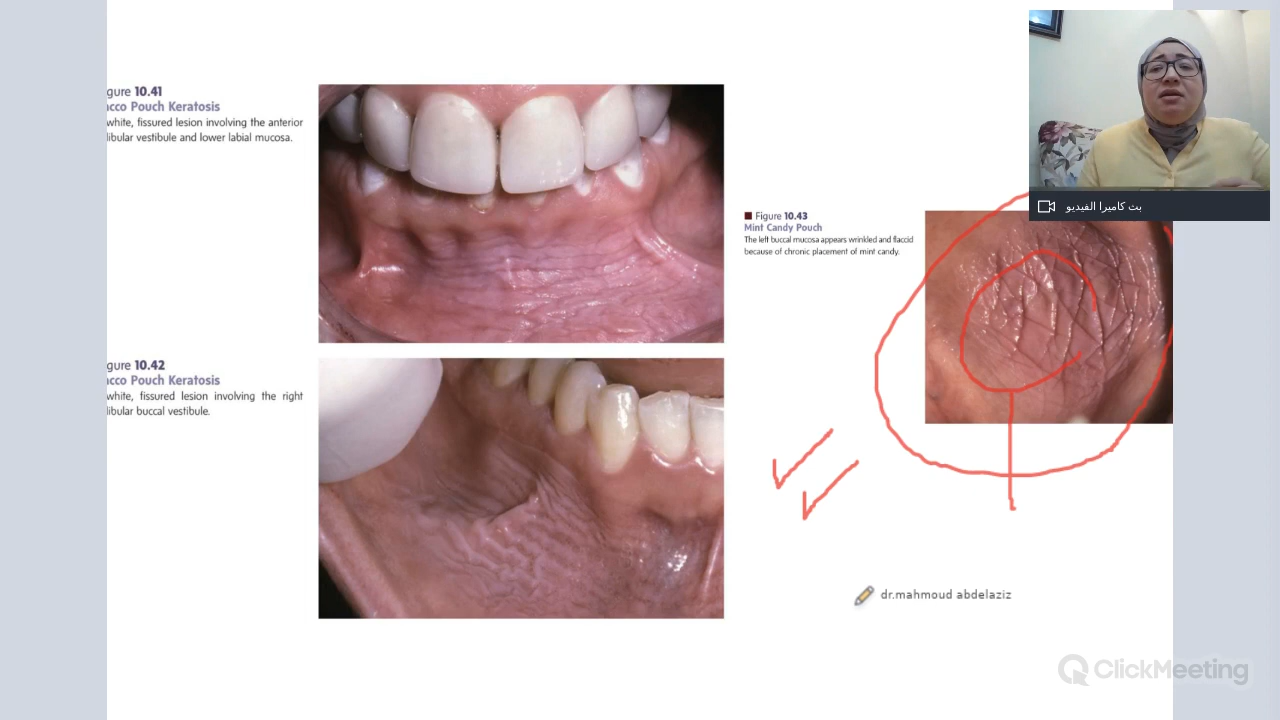 gure 10.41
acco Pouch Keratosis
white, fissured lesion involving the anterior
libular vestibule and lower labial mucosa.
بث كاميرا الفيديو
Figure 10.43
Mint Candy Pouch
The left buccal mucosa appears wrinkled and flaccid
because of chronic placement of mint candy.
gure 10.42
acco Pouch Keratosis
white, fissured lesion involving the right
libular buccal vestibule.
dr.mahmoud abdelaziz
ClickMeeting